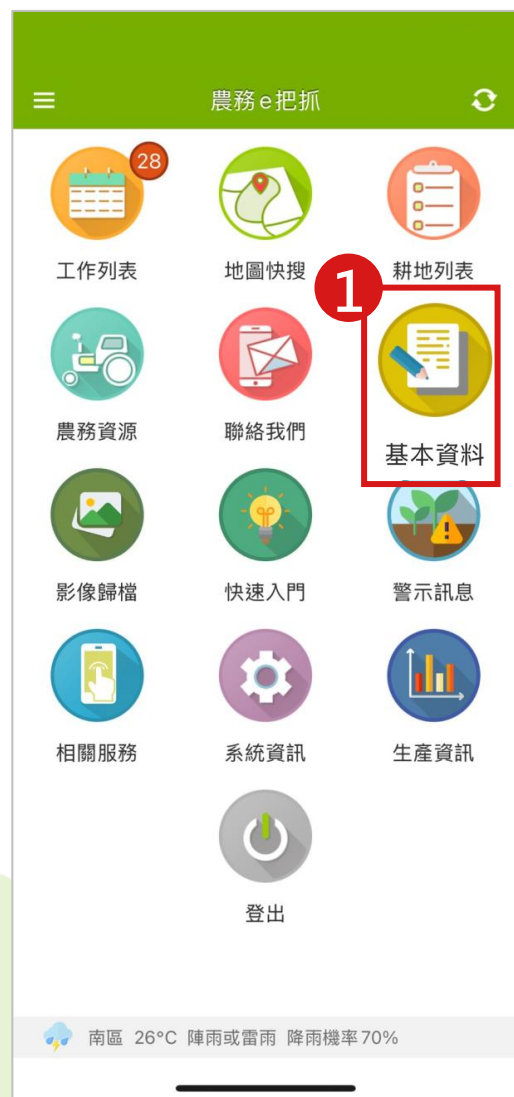 農務e把抓
28
工作列表
地圖快搜
耕地列表
1
農務資源
聯絡我們
基本資料
影像歸檔
快速入門
警示訊息
相關服務
系統資訊
生產資訊
登出
南區 26°C 陣雨或雷雨 降雨機率70%